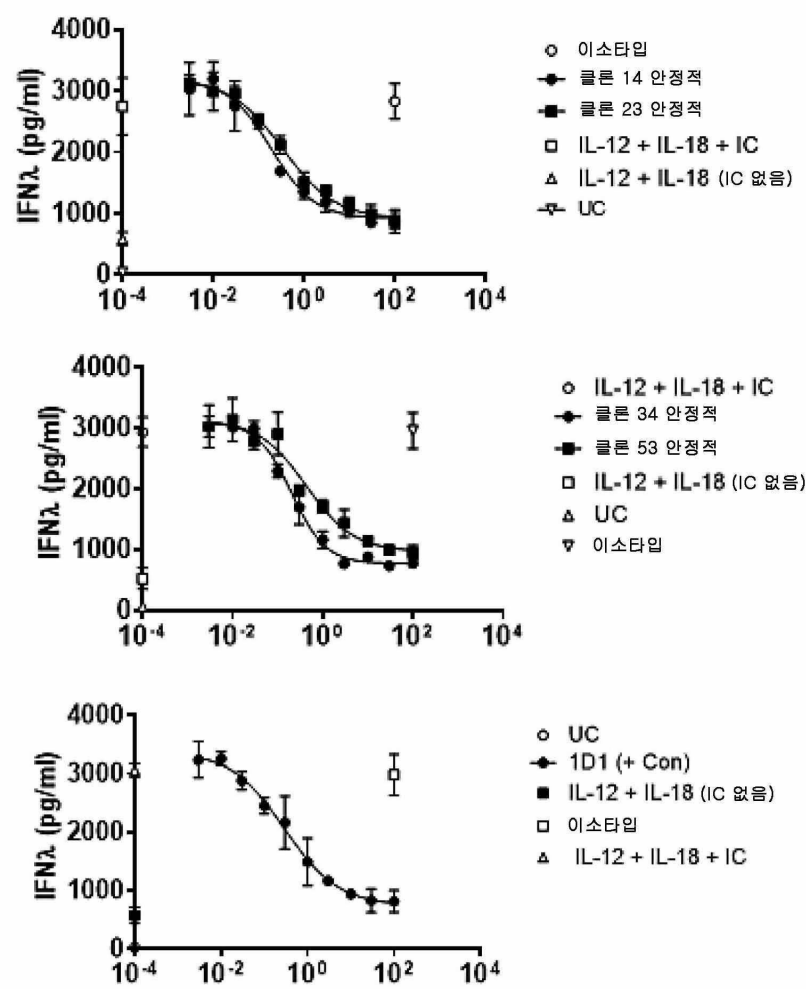 4000
3000
2000
1000
0
IFNλ (pg/ml)
10⁻⁴ 10⁻² 10⁰ 10² 10⁴
이소타입
클론 14 안정적
클론 23 안정적
IL-12 + IL-18 + IC
IL-12 + IL-18 (IC 없음)
UC
4000
3000
2000
1000
0
IFNλ (pg/ml)
10⁻⁴ 10⁻² 10⁰ 10² 10⁴
IL-12 + IL-18 + IC
클론 34 안정적
클론 53 안정적
IL-12 + IL-18 (IC 없음)
UC
이소타입
4000
3000
2000
1000
0
IFNλ (pg/ml)
10⁻⁴ 10⁻² 10⁰ 10² 10⁴
UC
1D1 (+ Con)
IL-12 + IL-18 (IC 없음)
이소타입
IL-12 + IL-18 + IC